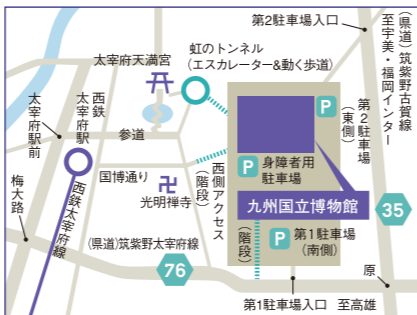 第2駐車場入口
(県道)筑紫野古賀線
至宇美・福岡インター
虹のトンネル
(エスカレーター&動く歩道)
太宰府天満宮
西鉄
太宰府駅
太宰府駅前
参道
P
第2駐車場
(東側)
P
身障者用
駐車場
国博通り
光明禅寺
西側アクセス
(階段)
九州国立博物館
35
梅大路
西鉄太宰府線
(県道)筑紫野太宰府線
76
(階段)
P
第1駐車場
(南側)
原
第1駐車場入口
至高雄